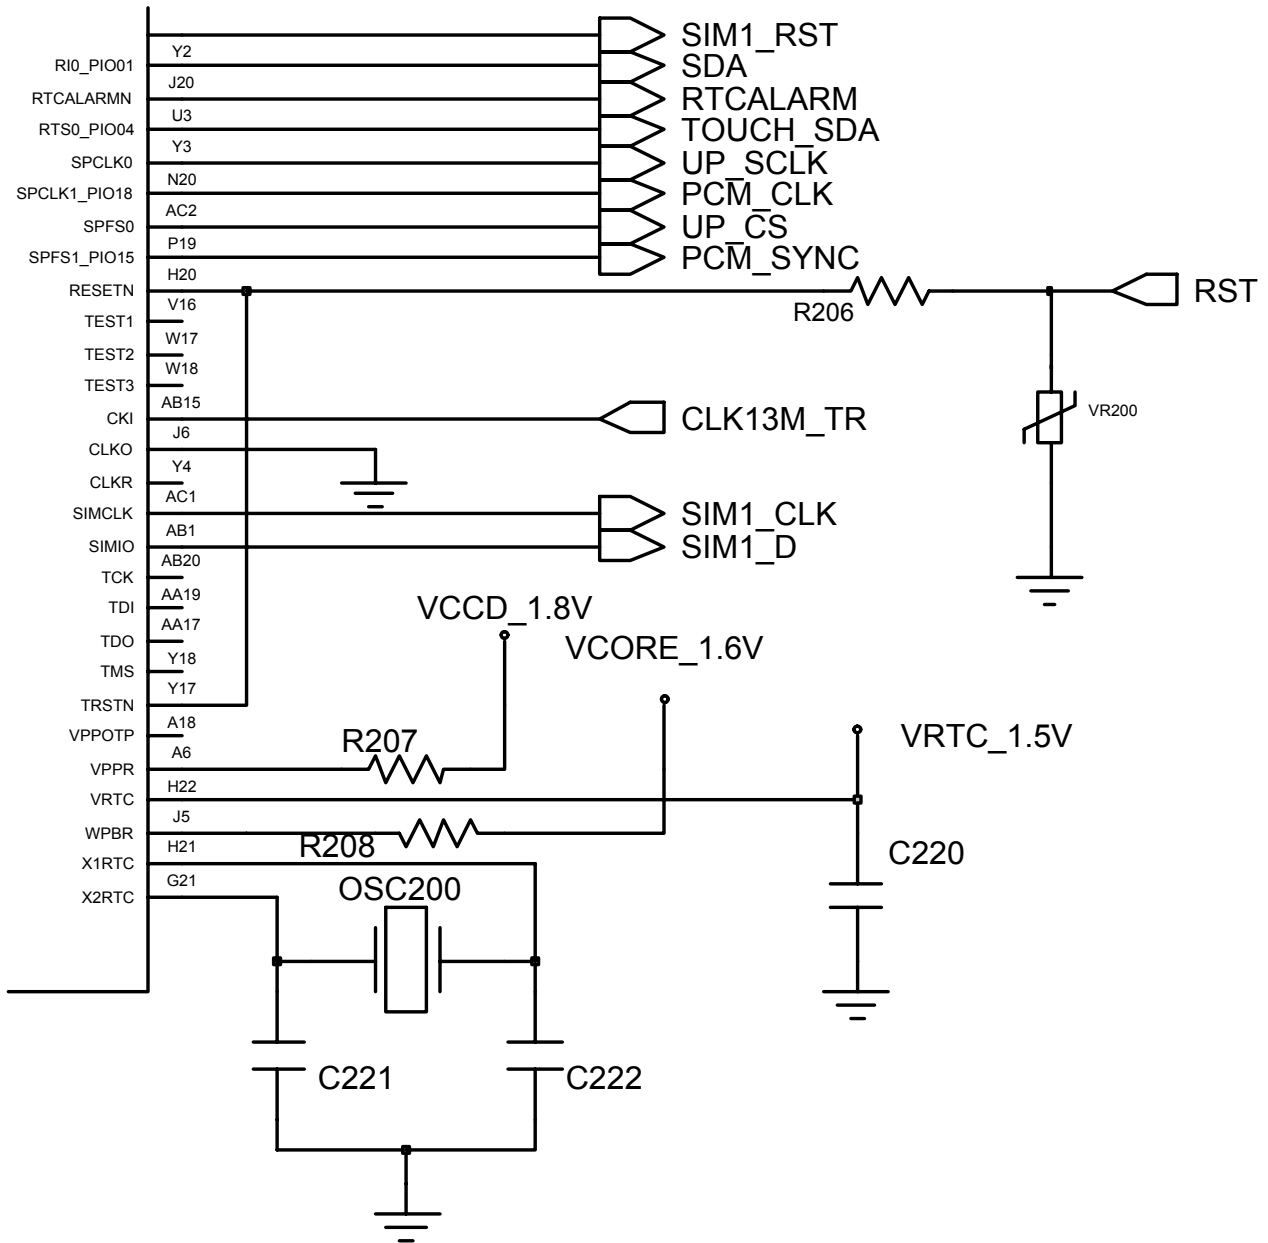 SIM1_RST
Y2
RI0_PIO01
SDA
J20
RTCALARMN
RTCALARM
U3
RTS0_PIO04
TOUCH_SDA
Y3
SPCLK0
UP_SCLK
N20
SPCLK1_PIO18
PCM_CLK
AC2
SPFS0
UP_CS
P19
SPFS1_PIO15
PCM_SYNC
H20
RESETN
R206
RST
V16
TEST1
W17
TEST2
W18
TEST3
AB15
CKI
CLK13M_TR
VR200
J6
CLKO
Y4
CLKR
AC1
SIMCLK
SIM1_CLK
AB1
SIMIO
SIM1_D
AB20
TCK
AA19
TDI
VCCD_1.8V
AA17
TDO
VCORE_1.6V
Y18
TMS
Y17
TRSTN
A18
VPPOTP
R207
VRTC_1.5V
A6
VPPR
H22
VRTC
J5
WPBR
R208
H21
X1RTC
C220
G21
X2RTC
OSC200
C221
C222